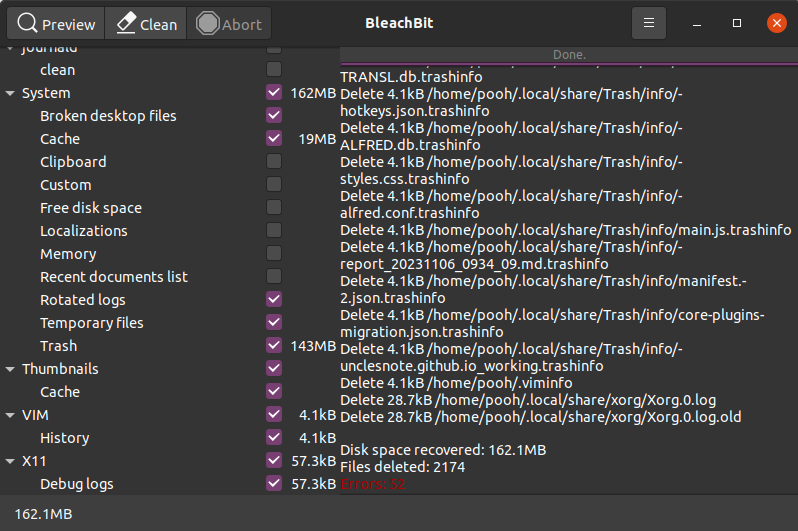 Preview
Clean
Abort
BleachBit
journald
clean
System 162MB
Broken desktop files
Cache 19MB
Clipboard
Custom
Free disk space
Localizations
Memory
Recent documents list
Rotated logs
Temporary files
Trash 143MB
Thumbnails
Cache
VIM 4.1kB
History 4.1kB
X11 57.3kB
Debug logs 57.3kB
Done.
TRANSL.db.trashinfo
Delete 4.1kB /home/pooh/.local/share/Trash/info/-
hotkeys.json.trashinfo
Delete 4.1kB /home/pooh/.local/share/Trash/info/-
ALFRED.db.trashinfo
Delete 4.1kB /home/pooh/.local/share/Trash/info/-
styles.css.trashinfo
Delete 4.1kB /home/pooh/.local/share/Trash/info/-
alfred.conf.trashinfo
Delete 4.1kB /home/pooh/.local/share/Trash/info/main.js.trashinfo
Delete 4.1kB /home/pooh/.local/share/Trash/info/-
report_20231106_0934_09.md.trashinfo
Delete 4.1kB /home/pooh/.local/share/Trash/info/manifest.-
2.json.trashinfo
Delete 4.1kB /home/pooh/.local/share/Trash/info/core-plugins-
migration.json.trashinfo
Delete 4.1kB /home/pooh/.local/share/Trash/info/-
unclesnote.github.io_working.trashinfo
Delete 4.1kB /home/pooh/.viminfo
Delete 28.7kB /home/pooh/.local/share/xorg/Xorg.0.log
Delete 28.7kB /home/pooh/.local/share/xorg/Xorg.0.log.old
Disk space recovered: 162.1MB
Files deleted: 2174
Errors: 52
162.1MB